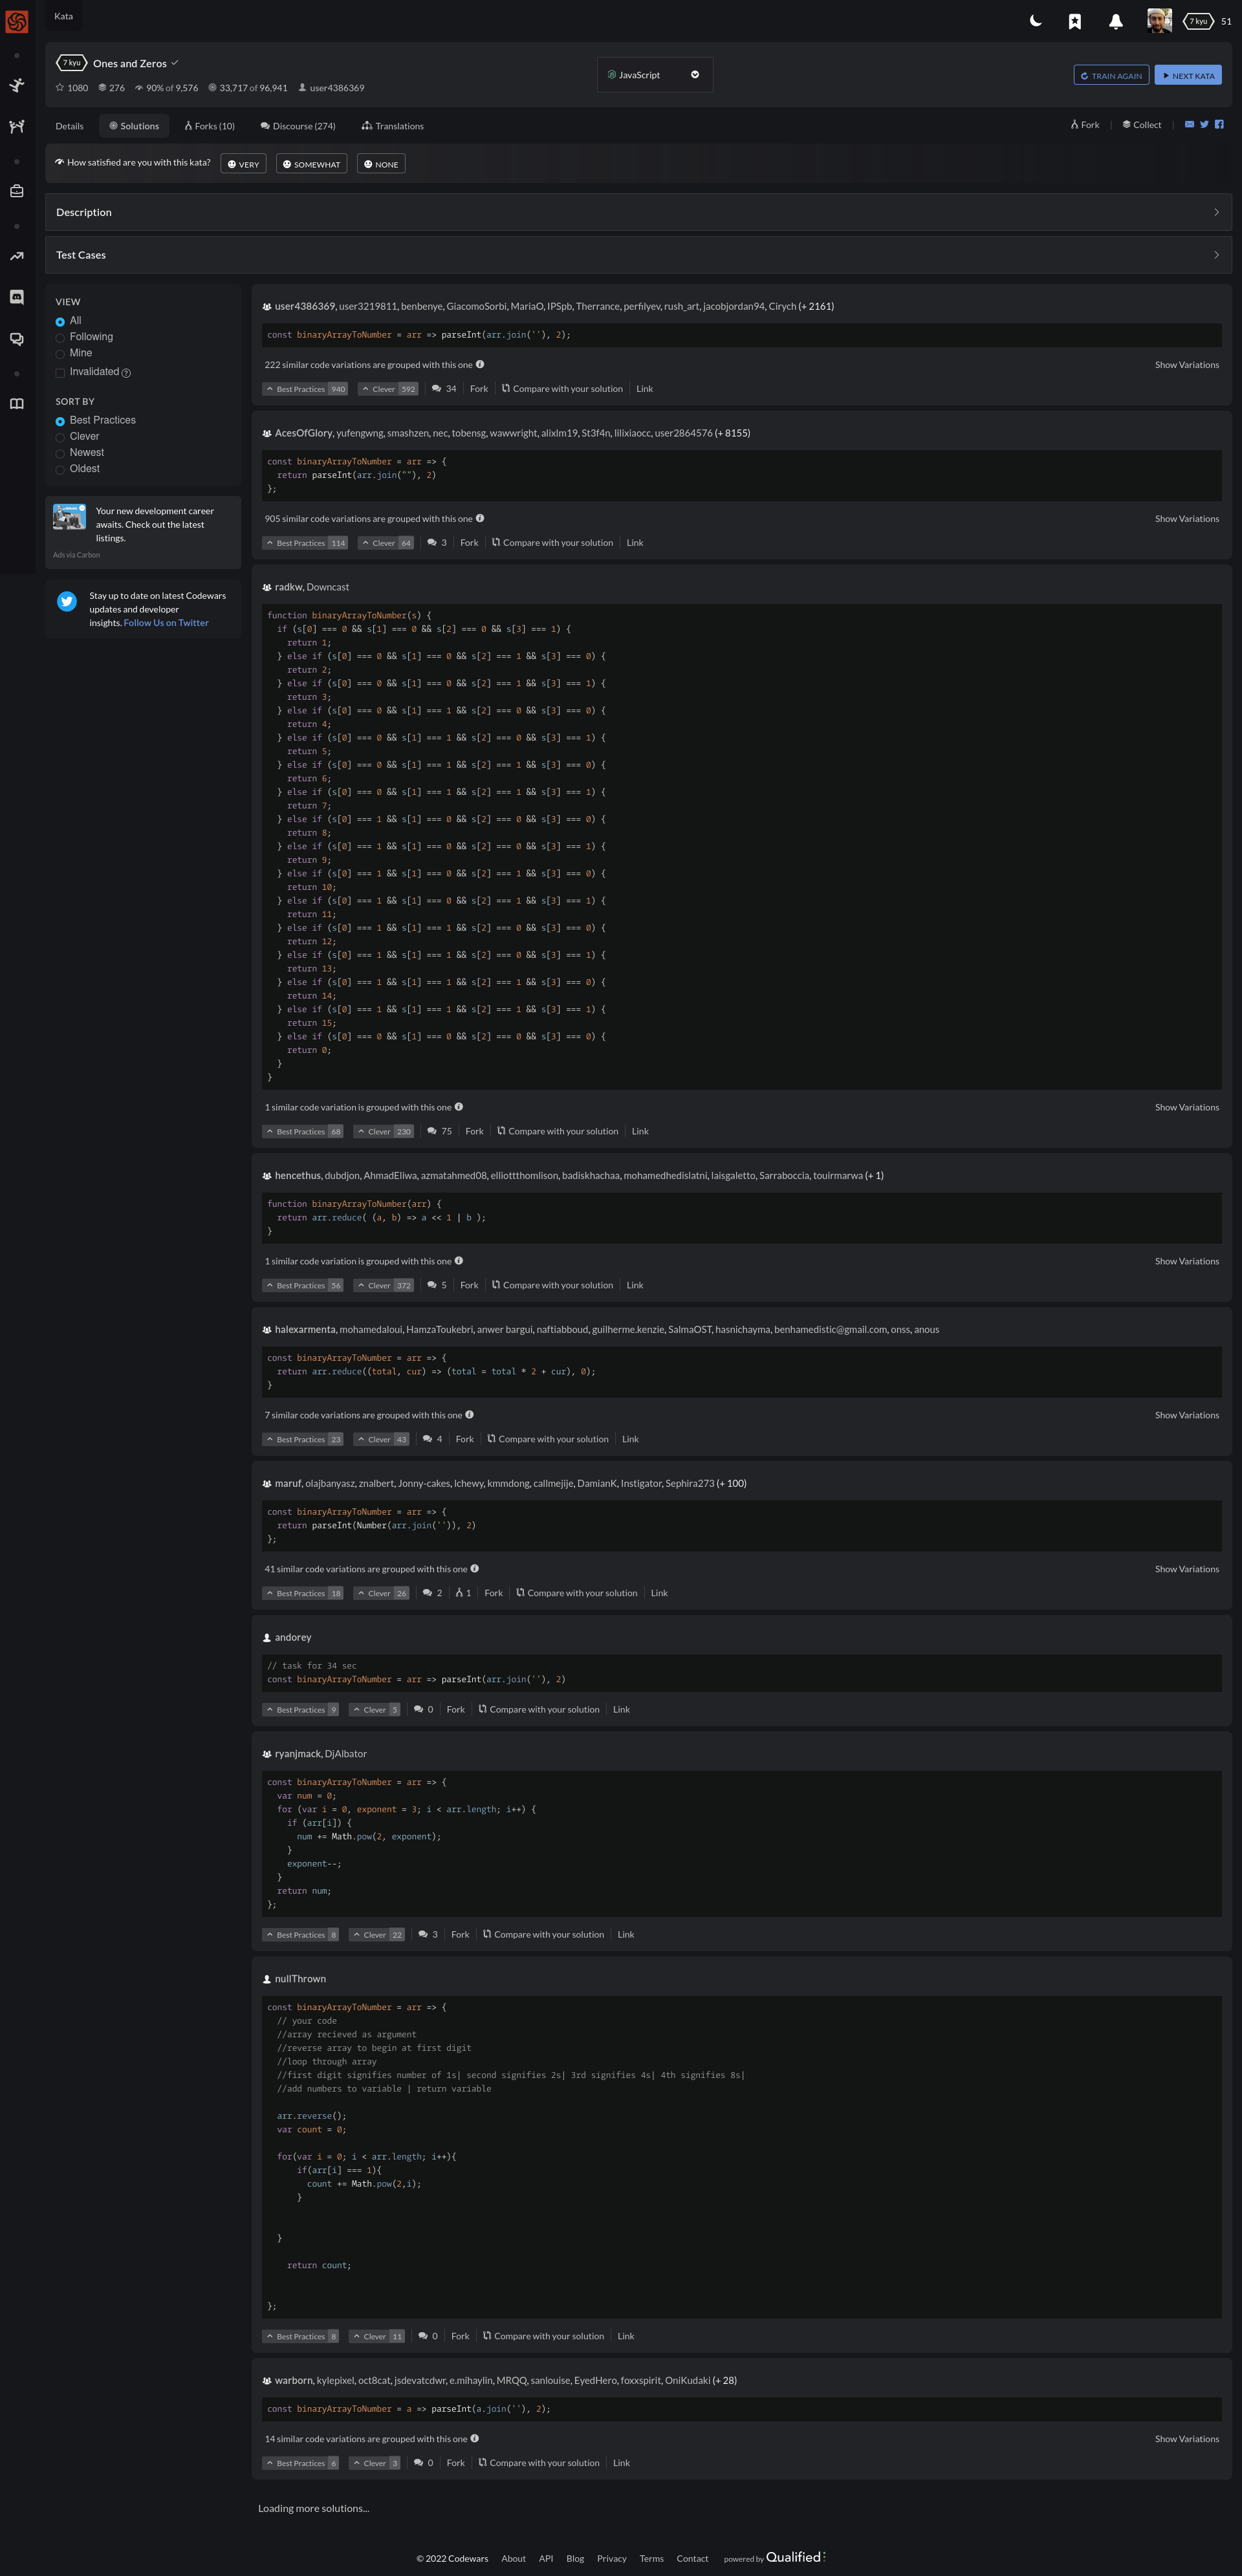 Kata
7 kyu 51
7 kyu Ones and Zeros
1080 276 90% of 9,576 33,717 of 96,941 user4386369
JavaScript
TRAIN AGAIN NEXT KATA
Details Solutions Forks (10) Discourse (274) Translations
Fork | Collect |
How satisfied are you with this kata? VERY SOMEWHAT NONE
Description
Test Cases
VIEW
All
Following
Mine
Invalidated
SORT BY
Best Practices
Clever
Newest
Oldest
Your new development career
awaits. Check out the latest
listings.
Ads via Carbon
Stay up to date on latest Codewars
updates and developer
insights. Follow Us on Twitter
user4386369, user3219811, benbenye, GiacomoSorbi, MariaO, IPSpb, Therrance, perfilyev, rush_art, jacobjordan94, Cirych (+ 2161)
const binaryArrayToNumber = arr => parseInt(arr.join(''), 2);
222 similar code variations are grouped with this one Show Variations
Best Practices 940 Clever 592 34 Fork Compare with your solution Link
AcesOfGlory, yufengwng, smashzen, nec, tobensg, wawwright, alixlm19, St3f4n, lilixiaocc, user2864576 (+ 8155)
const binaryArrayToNumber = arr => {
  return parseInt(arr.join(""), 2)
};
905 similar code variations are grouped with this one Show Variations
Best Practices 114 Clever 64 3 Fork Compare with your solution Link
radkw, Downcast
function binaryArrayToNumber(s) {
  if (s[0] === 0 && s[1] === 0 && s[2] === 0 && s[3] === 1) {
    return 1;
  } else if (s[0] === 0 && s[1] === 0 && s[2] === 1 && s[3] === 0) {
    return 2;
  } else if (s[0] === 0 && s[1] === 0 && s[2] === 1 && s[3] === 1) {
    return 3;
  } else if (s[0] === 0 && s[1] === 1 && s[2] === 0 && s[3] === 0) {
    return 4;
  } else if (s[0] === 0 && s[1] === 1 && s[2] === 0 && s[3] === 1) {
    return 5;
  } else if (s[0] === 0 && s[1] === 1 && s[2] === 1 && s[3] === 0) {
    return 6;
  } else if (s[0] === 0 && s[1] === 1 && s[2] === 1 && s[3] === 1) {
    return 7;
  } else if (s[0] === 1 && s[1] === 0 && s[2] === 0 && s[3] === 0) {
    return 8;
  } else if (s[0] === 1 && s[1] === 0 && s[2] === 0 && s[3] === 1) {
    return 9;
  } else if (s[0] === 1 && s[1] === 0 && s[2] === 1 && s[3] === 0) {
    return 10;
  } else if (s[0] === 1 && s[1] === 0 && s[2] === 1 && s[3] === 1) {
    return 11;
  } else if (s[0] === 1 && s[1] === 1 && s[2] === 0 && s[3] === 0) {
    return 12;
  } else if (s[0] === 1 && s[1] === 1 && s[2] === 0 && s[3] === 1) {
    return 13;
  } else if (s[0] === 1 && s[1] === 1 && s[2] === 1 && s[3] === 0) {
    return 14;
  } else if (s[0] === 1 && s[1] === 1 && s[2] === 1 && s[3] === 1) {
    return 15;
  } else if (s[0] === 0 && s[1] === 0 && s[2] === 0 && s[3] === 0) {
    return 0;
  }
}
1 similar code variation is grouped with this one Show Variations
Best Practices 68 Clever 230 75 Fork Compare with your solution Link
hencethus, dubdjon, AhmadEliwa, azmatahmed08, elliottthomlison, badiskhachaa, mohamedhedislatni, laisgaletto, Sarraboccia, touirmarwa (+ 1)
function binaryArrayToNumber(arr) {
  return arr.reduce( (a, b) => a << 1 | b );
}
1 similar code variation is grouped with this one Show Variations
Best Practices 56 Clever 372 5 Fork Compare with your solution Link
halexarmenta, mohamedaloui, HamzaToukebri, anwer bargui, naftiabboud, guilherme.kenzie, SalmaOST, hasnichayma, benhamedistic@gmail.com, onss, anous
const binaryArrayToNumber = arr => {
  return arr.reduce((total, cur) => (total = total * 2 + cur), 0);
}
7 similar code variations are grouped with this one Show Variations
Best Practices 23 Clever 43 4 Fork Compare with your solution Link
maruf, olajbanyasz, znalbert, Jonny-cakes, lchewy, kmmdong, callmejije, DamianK, Instigator, Sephira273 (+ 100)
const binaryArrayToNumber = arr => {
  return parseInt(Number(arr.join('')), 2)
};
41 similar code variations are grouped with this one Show Variations
Best Practices 18 Clever 26 2 1 Fork Compare with your solution Link
andorey
// task for 34 sec
const binaryArrayToNumber = arr => parseInt(arr.join(''), 2)
Best Practices 9 Clever 5 0 Fork Compare with your solution Link
ryanjmack, DjAlbator
const binaryArrayToNumber = arr => {
  var num = 0;
  for (var i = 0, exponent = 3; i < arr.length; i++) {
    if (arr[i]) {
      num += Math.pow(2, exponent);
    }
    exponent--;
  }
  return num;
};
Best Practices 8 Clever 22 3 Fork Compare with your solution Link
nullThrown
const binaryArrayToNumber = arr => {
  // your code
  //array recieved as argument
  //reverse array to begin at first digit
  //loop through array
  //first digit signifies number of 1s| second signifies 2s| 3rd signifies 4s| 4th signifies 8s|
  //add numbers to variable | return variable
  arr.reverse();
  var count = 0;
  for(var i = 0; i < arr.length; i++){
      if(arr[i] === 1){
        count += Math.pow(2,i);
      }
  }
    return count;
};
Best Practices 8 Clever 11 0 Fork Compare with your solution Link
warborn, kylepixel, oct8cat, jsdevatcdwr, e.mihaylin, MRQQ, sanlouise, EyedHero, foxxspirit, OniKudaki (+ 28)
const binaryArrayToNumber = a => parseInt(a.join(''), 2);
14 similar code variations are grouped with this one Show Variations
Best Practices 6 Clever 3 0 Fork Compare with your solution Link
Loading more solutions...
© 2022 Codewars About API Blog Privacy Terms Contact powered by Qualified